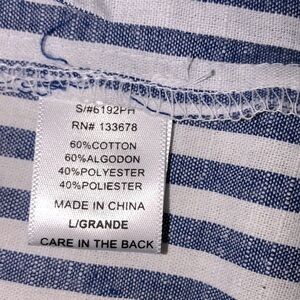 S/#6192PH
RN# 133678
60%COTTON
60%ALGODON
40%POLYESTER
40%POLIESTER
MADE IN CHINA
L/GRANDE
CARE IN THE BACK